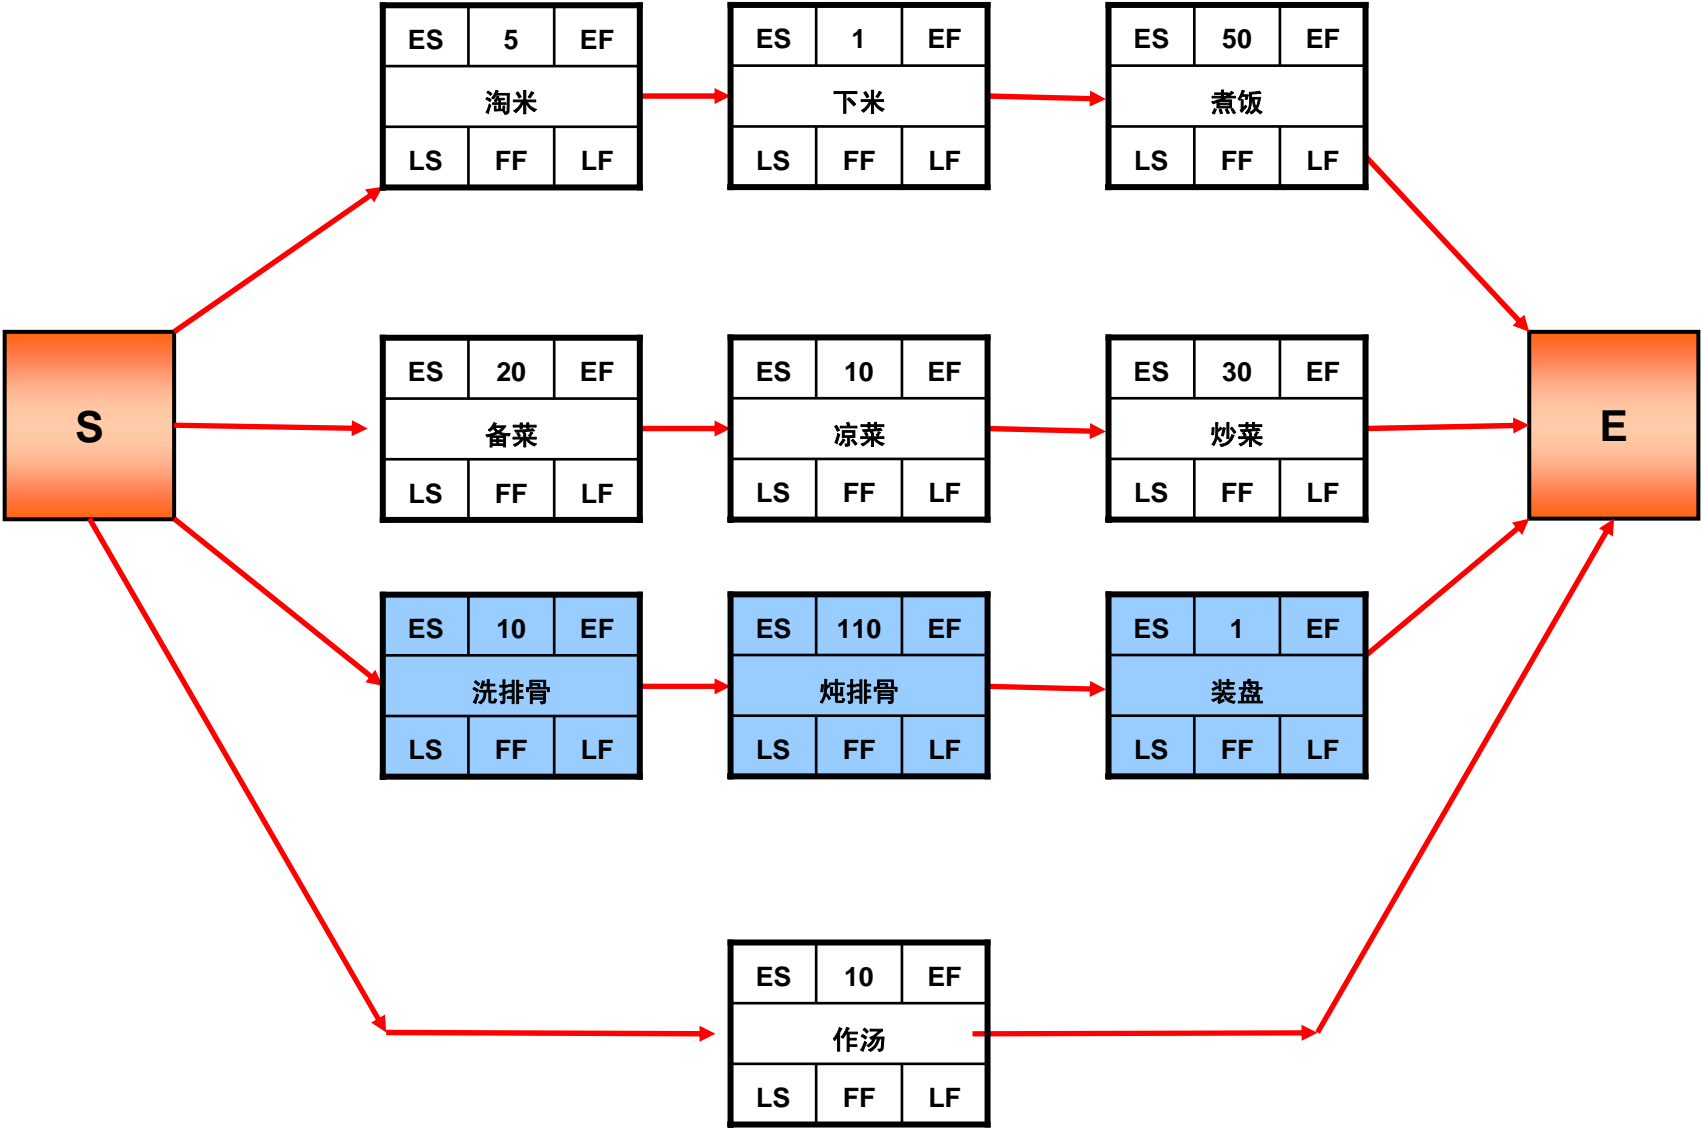 ES 5 EF
淘米
LS FF LF
ES 1 EF
下米
LS FF LF
ES 50 EF
煮饭
LS FF LF
S
ES 20 EF
备菜
LS FF LF
ES 10 EF
凉菜
LS FF LF
ES 30 EF
炒菜
LS FF LF
E
ES 10 EF
洗排骨
LS FF LF
ES 110 EF
炖排骨
LS FF LF
ES 1 EF
装盘
LS FF LF
ES 10 EF
作汤
LS FF LF